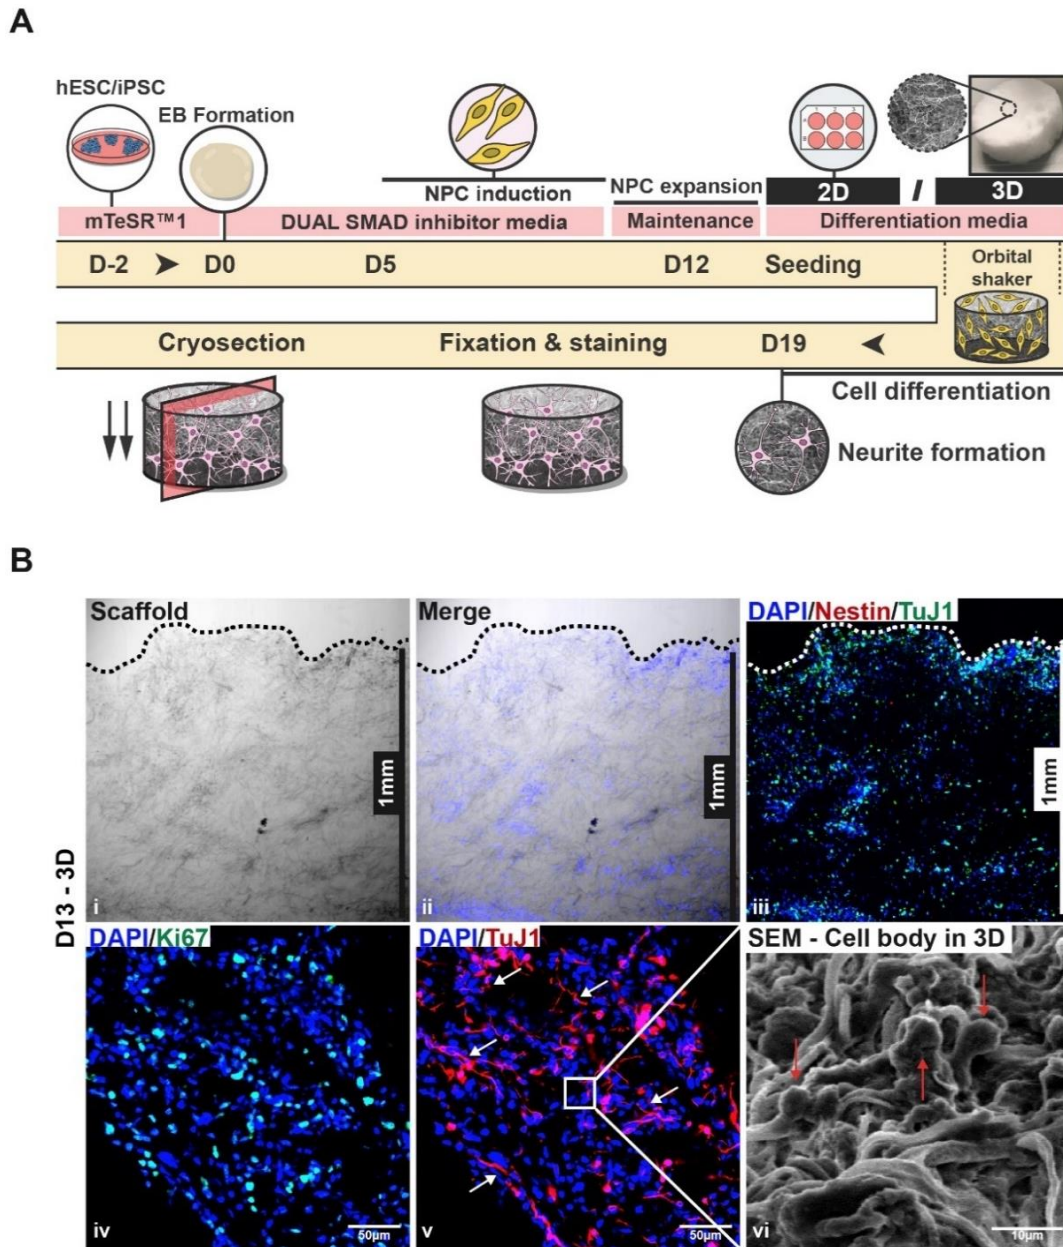 A
hESC/iPSC
EB Formation
NPC induction
NPC expansion
2D / 3D
mTeSR™1
DUAL SMAD inhibitor media
Maintenance
Differentiation media
D-2 D0 D5 D12 Seeding
Orbital
shaker
Cryosection
Fixation & staining
D19
Cell differentiation
Neurite formation
B
D13 - 3D
Scaffold
1mm
i
Merge
1mm
ii
DAPI/Nestin/TuJ1
1mm
iii
DAPI/Ki67
50µm
iv
DAPI/TuJ1
50µm
v
SEM - Cell body in 3D
10µm
vi